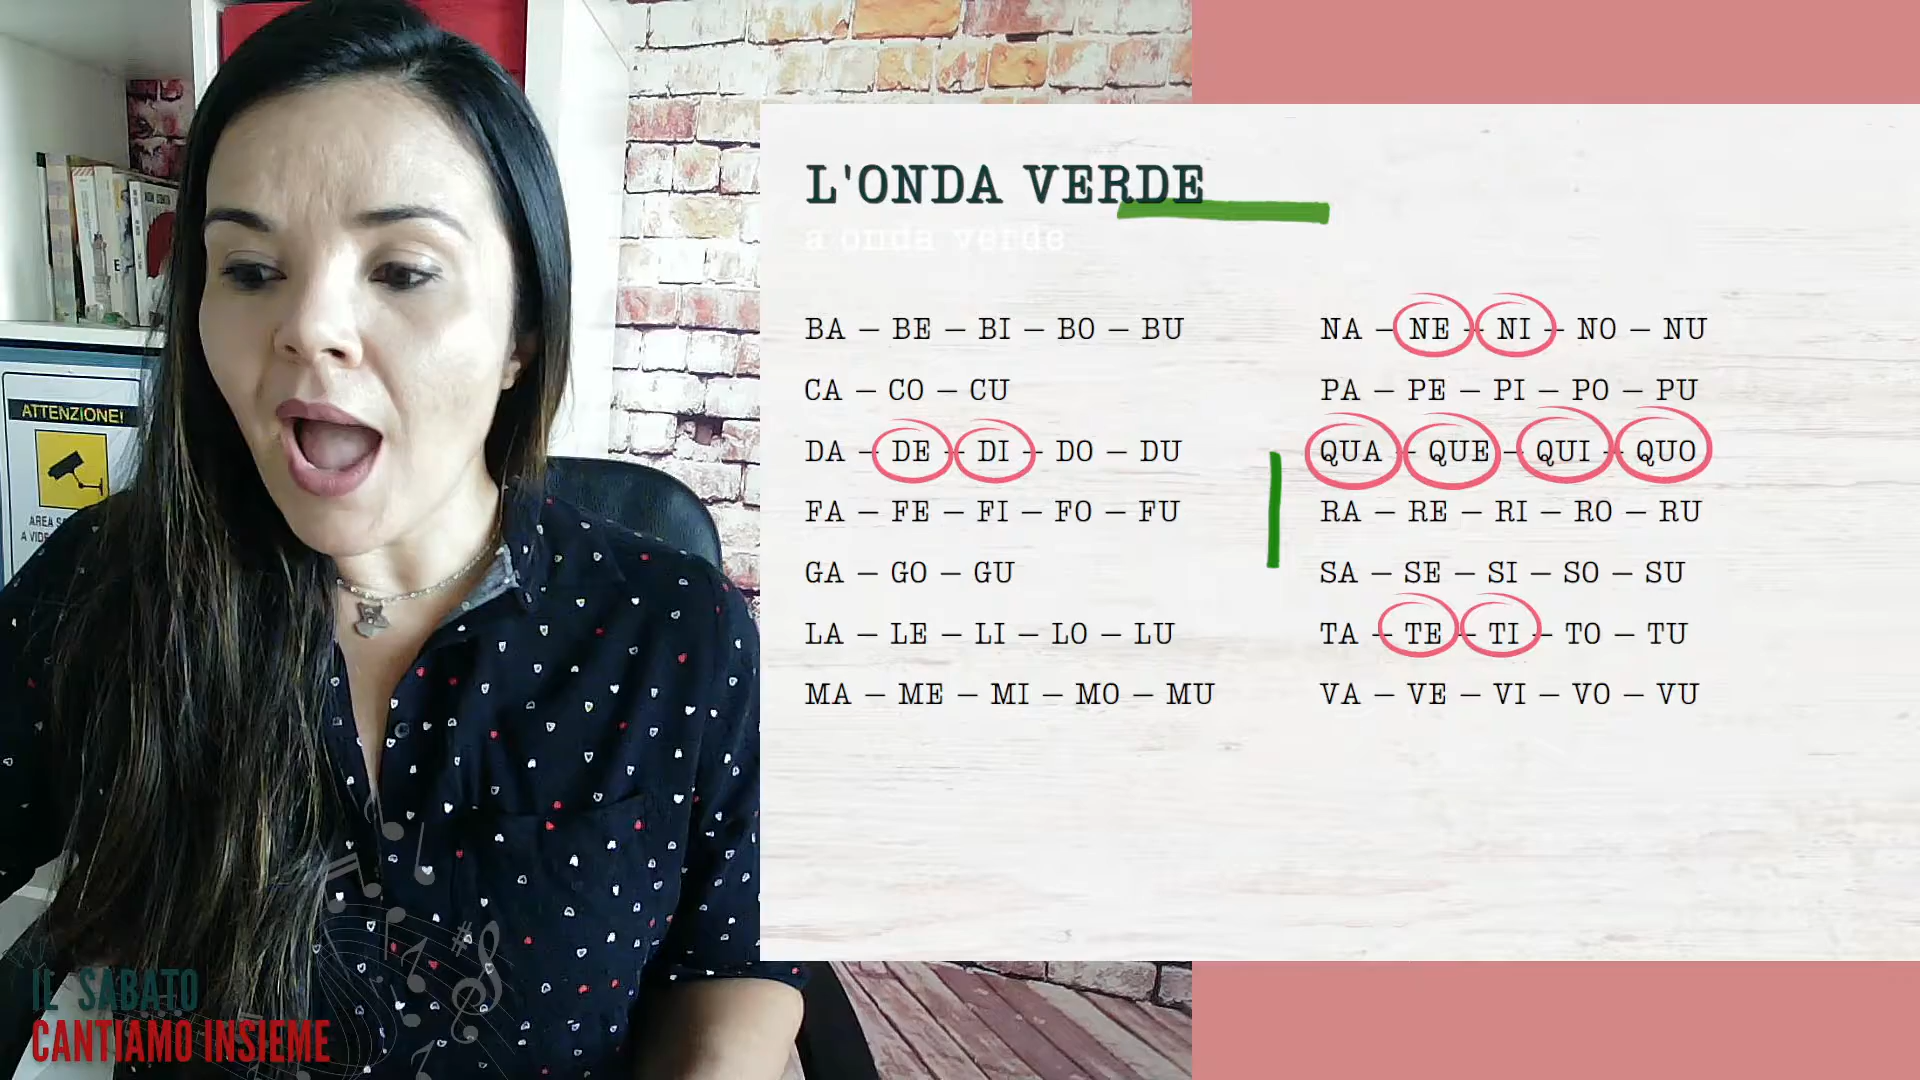 L'ONDA VERDE
a onda verde
BA – BE – BI – BO – BU
CA – CO – CU
DA – DE – DI – DO – DU
FA – FE – FI – FO – FU
GA – GO – GU
LA – LE – LI – LO – LU
MA – ME – MI – MO – MU
NA – NE – NI – NO – NU
PA – PE – PI – PO – PU
QUA – QUE – QUI – QUO
RA – RE – RI – RO – RU
SA – SE – SI – SO – SU
TA – TE – TI – TO – TU
VA – VE – VI – VO – VU
ATTENZIONE!
AREA
A
IL SABATO
CANTIAMO INSIEME